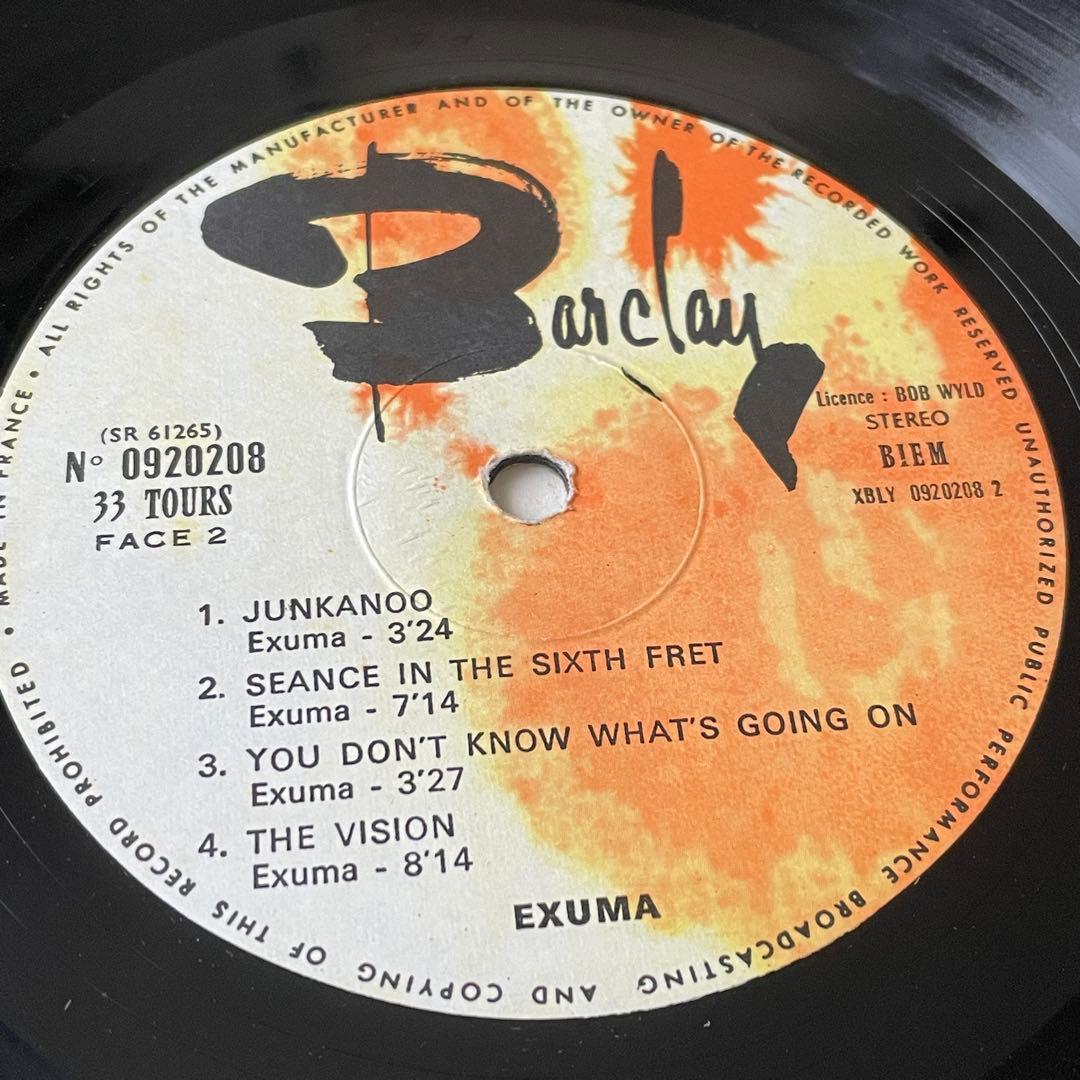 MADE IN FRANCE • ALL RIGHTS OF THE MANUFACTURER AND OF THE OWNER OF THE RECORDED WORK RESERVED UNAUTHORIZED PUBLIC PERFORMANCE BROADCASTING AND COPYING OF THIS RECORD PROHIBITED •
Barclay
Licence : BOB WYLD
STEREO
BIEM
XBLY 0920208 2
(SR 61265)
N° 0920208
33 TOURS
FACE 2
1. JUNKANOO
Exuma - 3'24
2. SEANCE IN THE SIXTH FRET
Exuma - 7'14
3. YOU DON'T KNOW WHAT'S GOING ON
Exuma - 3'27
4. THE VISION
Exuma - 8'14
EXUMA